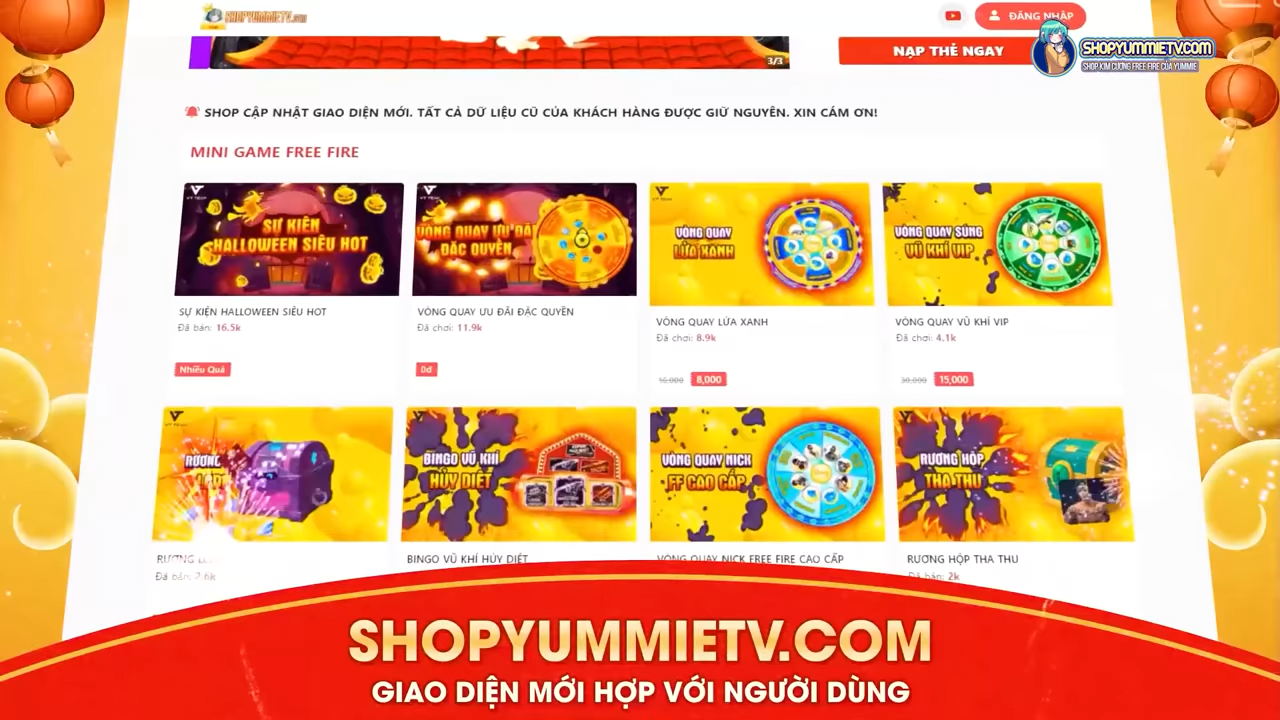 SHOPYUMMIETV.COM
ĐĂNG NHẬP
SHOPYUMMIETV.COM
SHOP KIM CƯƠNG FREE FIRE CỦA YUMMIE
3/3
NẠP THẺ NGAY
SHOP CẬP NHẬT GIAO DIỆN MỚI. TẤT CẢ DỮ LIỆU CŨ CỦA KHÁCH HÀNG ĐƯỢC GIỮ NGUYÊN. XIN CÁM ƠN!
MINI GAME FREE FIRE
SỰ KIỆN
HALLOWEEN SIÊU HOT
VÒNG QUAY ƯU ĐÃI
ĐẶC QUYỀN
VÒNG QUAY
LỬA XANH
VÒNG QUAY SÚNG
VŨ KHÍ VIP
SỰ KIỆN HALLOWEEN SIÊU HOT
Đã bán: 16.5k
VÒNG QUAY ƯU ĐÃI ĐẶC QUYỀN
Đã chơi: 11.9k
VÒNG QUAY LỬA XANH
Đã chơi: 8.9k
VÒNG QUAY VŨ KHÍ VIP
Đã chơi: 4.1k
Nhiều Quà
0đ
16,000 8,000
30,000 15,000
RƯƠNG
BINGO VŨ KHÍ
HỦY DIỆT
VÒNG QUAY NICK
FF CAO CẤP
RƯƠNG HÒM
THA THU
RƯƠNG
Đã bán: 2.6k
BINGO VŨ KHÍ HỦY DIỆT
VÒNG QUAY NICK FREE FIRE CAO CẤP
RƯƠNG HỘP THA THU
Đã bán: 2k
SHOPYUMMIETV.COM
GIAO DIỆN MỚI HỢP VỚI NGƯỜI DÙNG